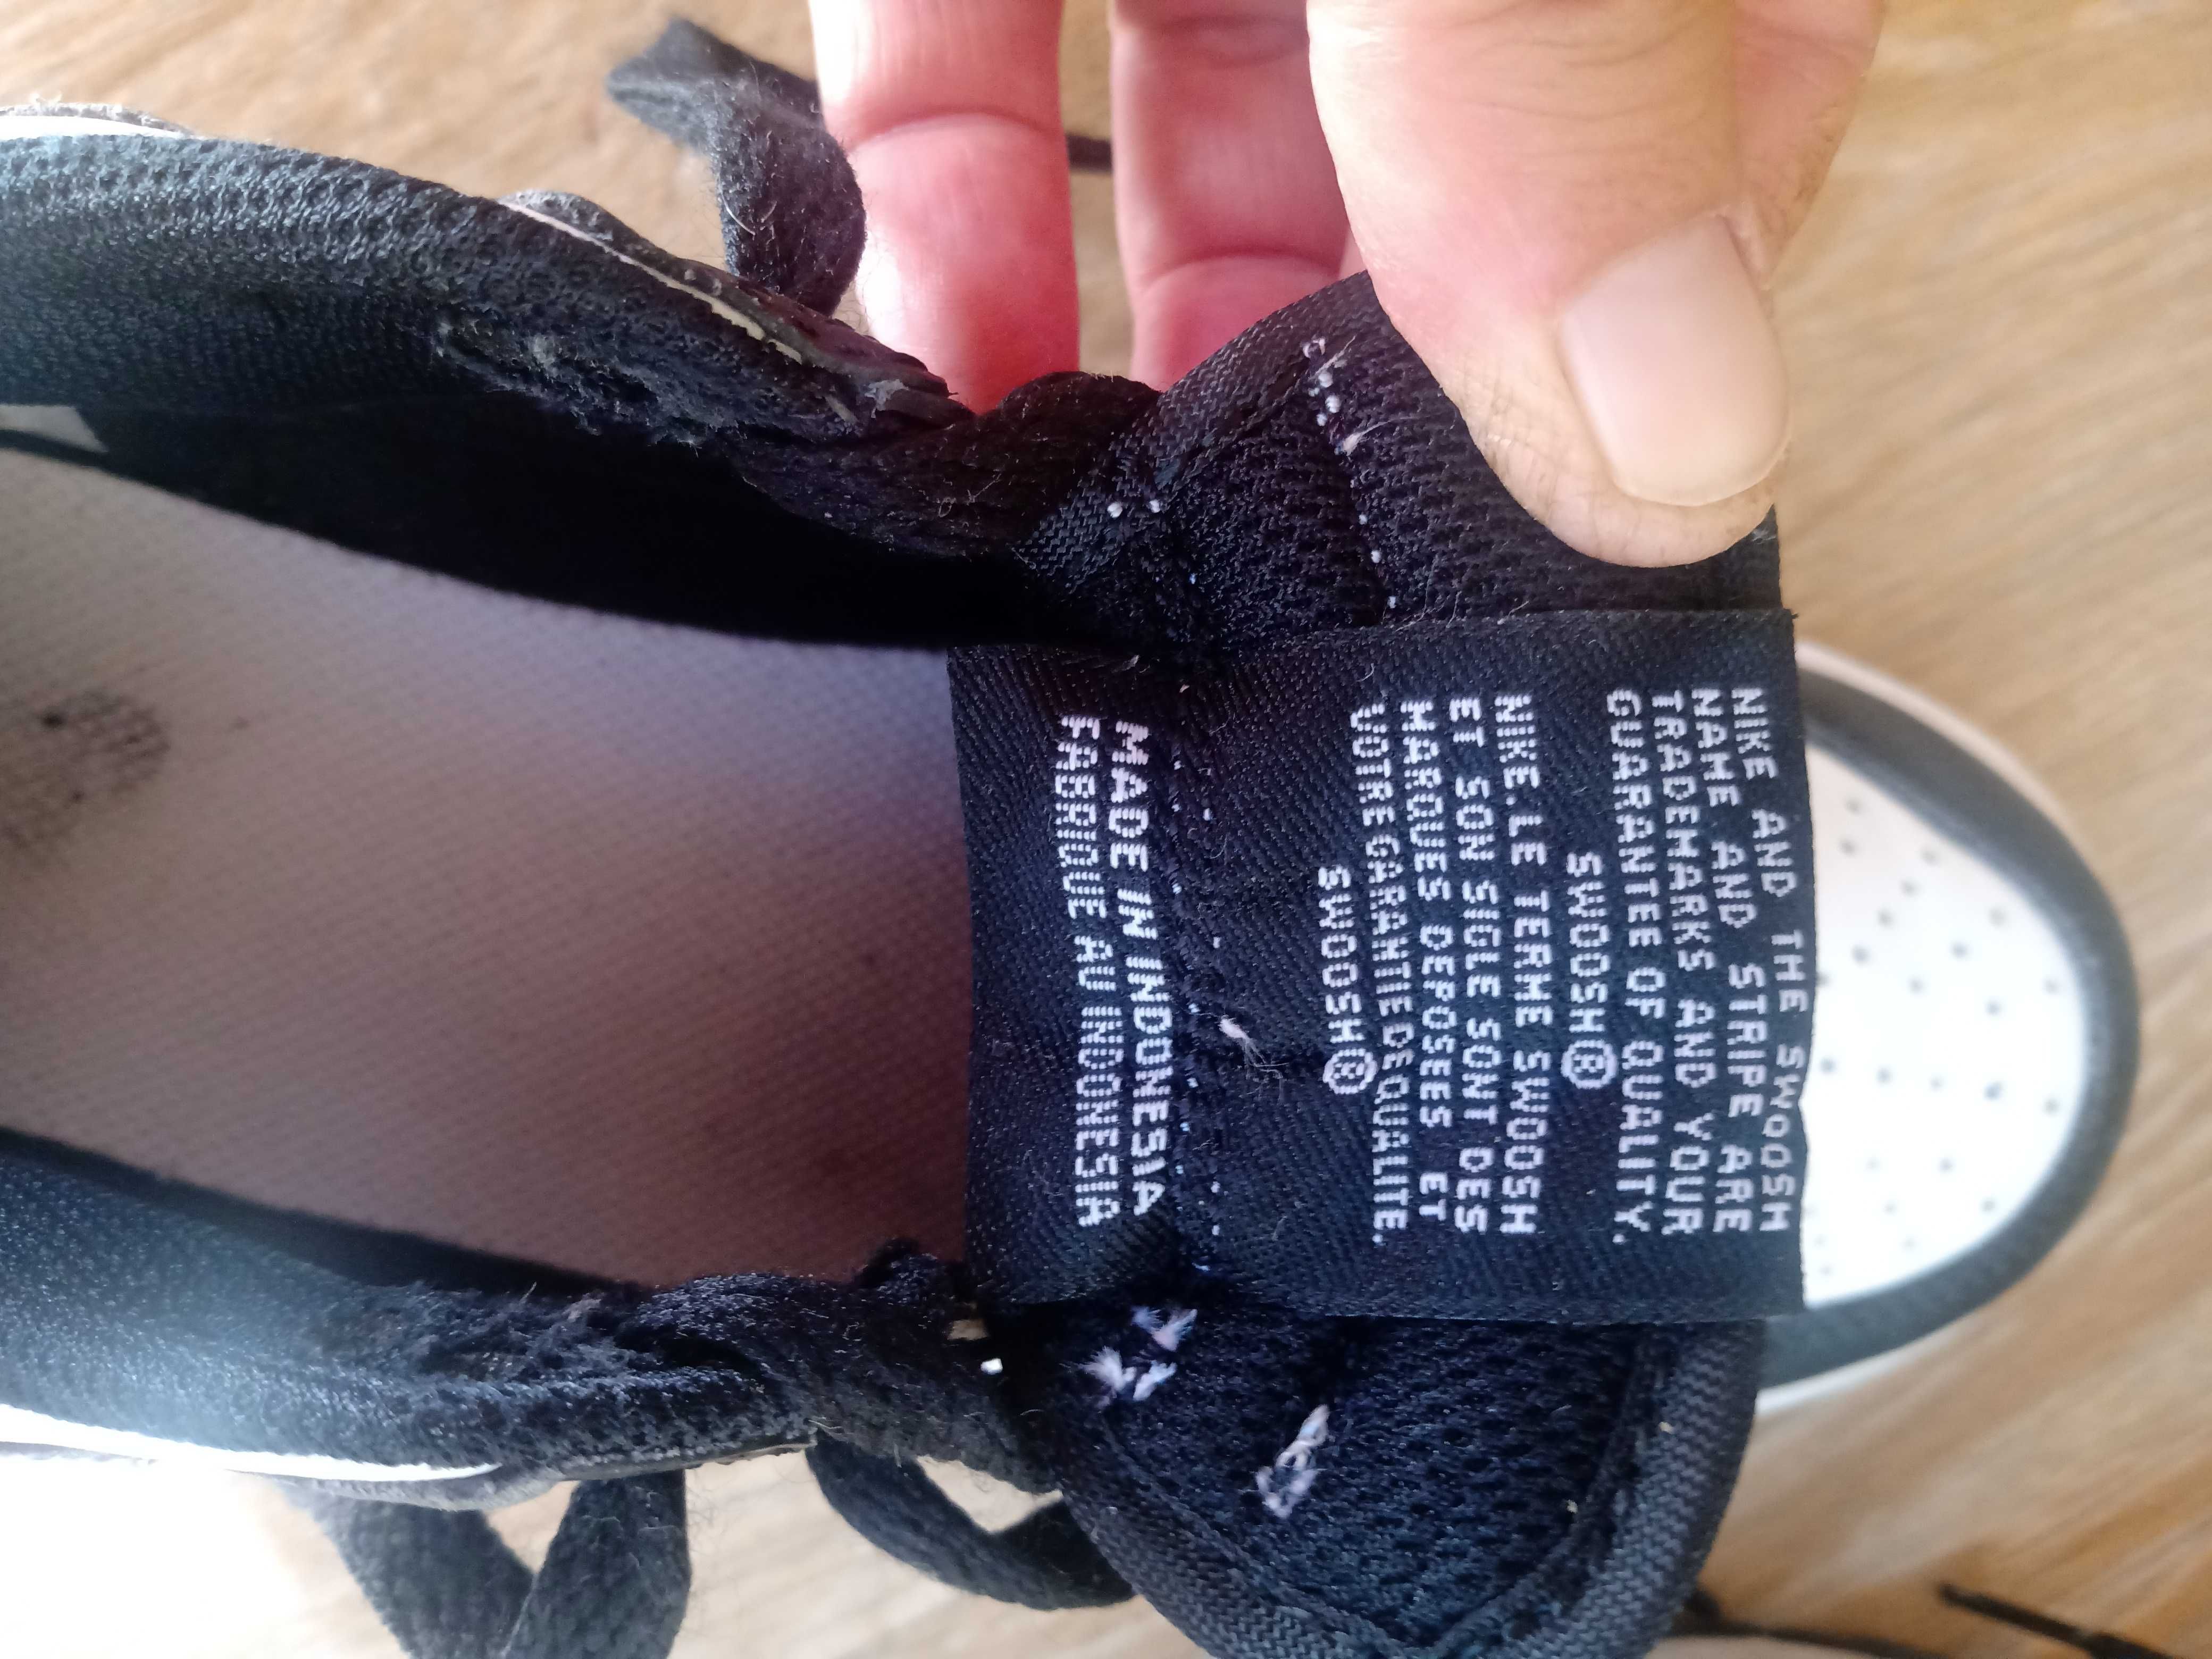 NIKE AND THE SWOOSH
NAME AND STRIPE ARE
TRADEMARKS AND YOUR
GUARANTEE OF QUALITY.
SWOOSH®
NIKE.LE TERME SWOOSH
ET SON SIGLE SONT DES
MARQUES DEPOSEES ET
VOTRE GARANTIE DE QUALITE.
SWOOSH®
MADE IN INDONESIA
FABRIQUE AU INDONESIA